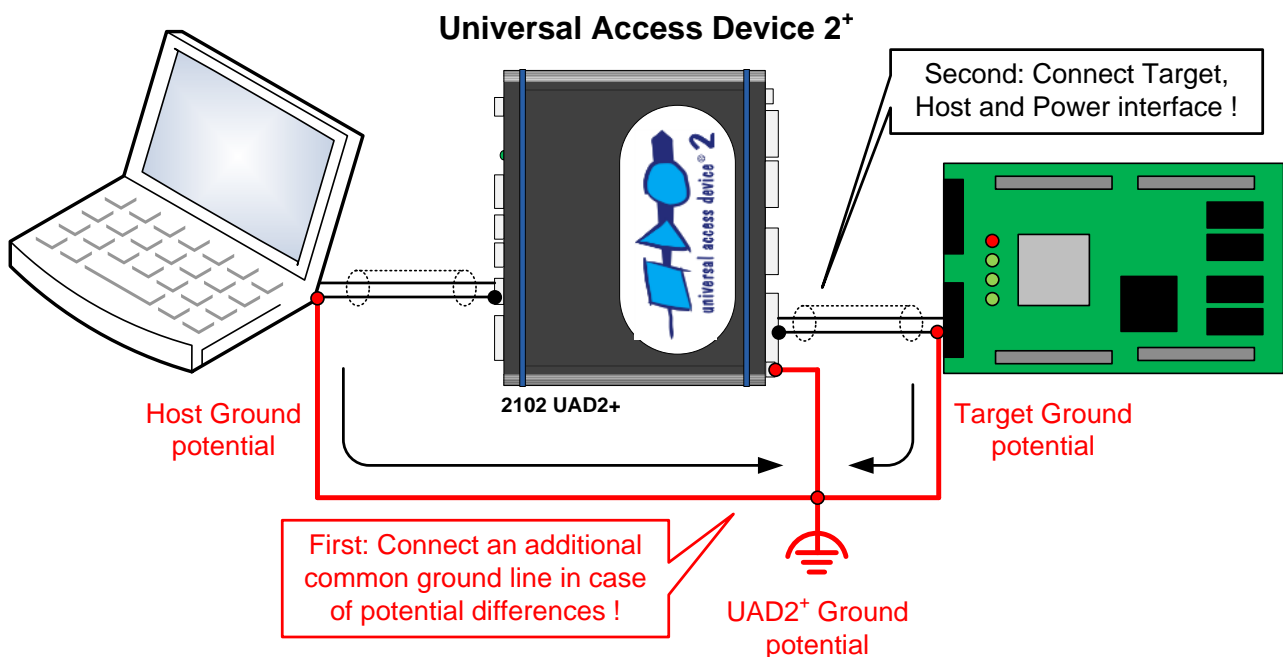 Universal Access Device 2⁺
Second: Connect Target,
Host and Power interface !
universal access device® 2
2102 UAD2+
Host Ground
potential
Target Ground
potential
First: Connect an additional
common ground line in case
of potential differences !
UAD2⁺ Ground
potential